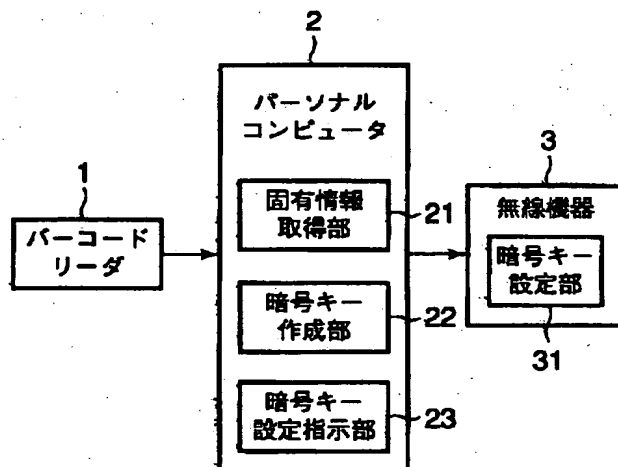 2
パーソナル
コンピュータ
1
バーコード
リーダ
固有情報
取得部
21
暗号キー
作成部
22
暗号キー
設定指示部
23
3
無線機器
暗号キー
設定部
31